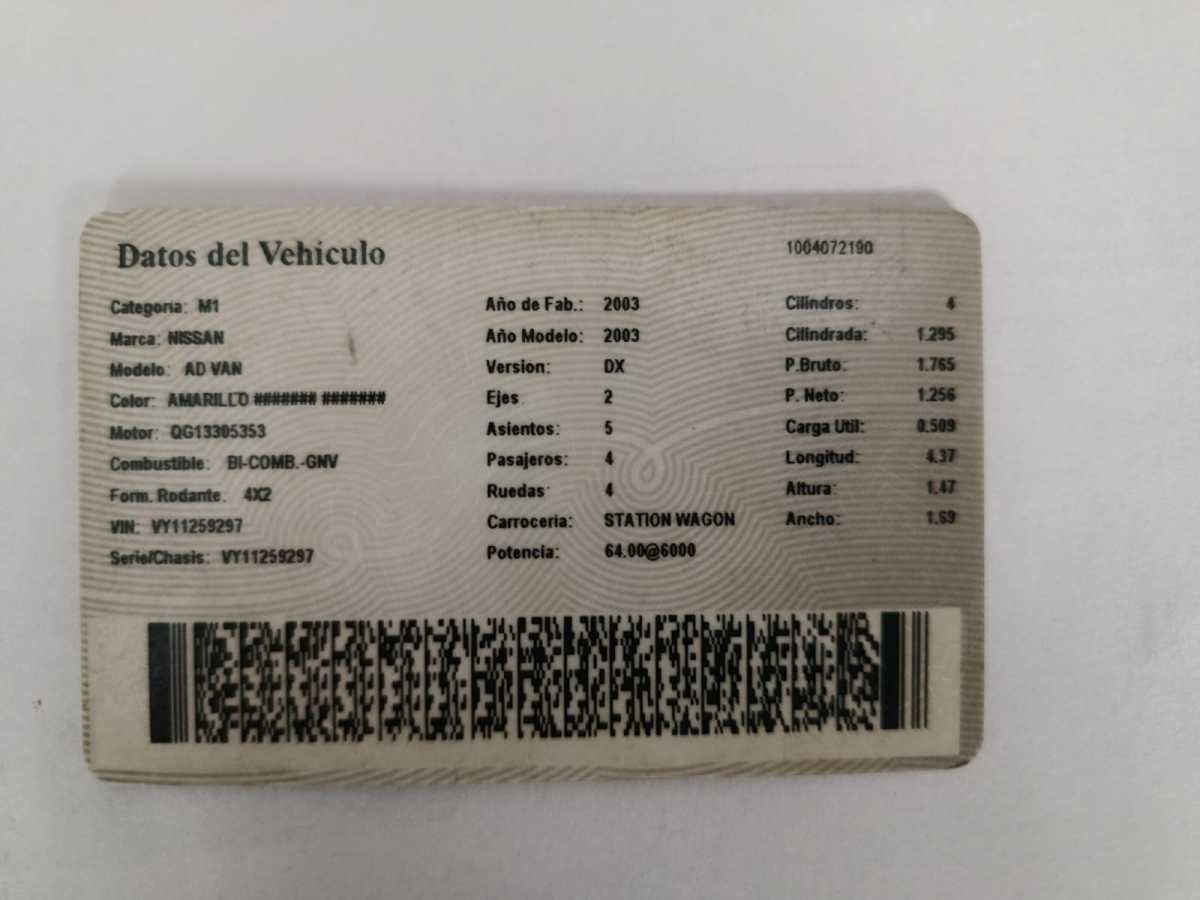 Datos del Vehículo
1004072190
Categoría: M1
Marca: NISSAN
Modelo: AD VAN
Color: AMARILLO ####### #######
Motor: QG13305353
Combustible: BI-COMB.-GNV
Form. Rodante. 4X2
VIN: VY11259297
Serie/Chasis: VY11259297
Año de Fab.: 2003
Año Modelo: 2003
Version: DX
Ejes: 2
Asientos: 5
Pasajeros: 4
Ruedas: 4
Carroceria: STATION WAGON
Potencia: 64.00@6000
Cilindros: 4
Cilindrada: 1.295
P.Bruto: 1.765
P. Neto: 1.256
Carga Util: 0.509
Longitud: 4.37
Altura: 1.47
Ancho: 1.69